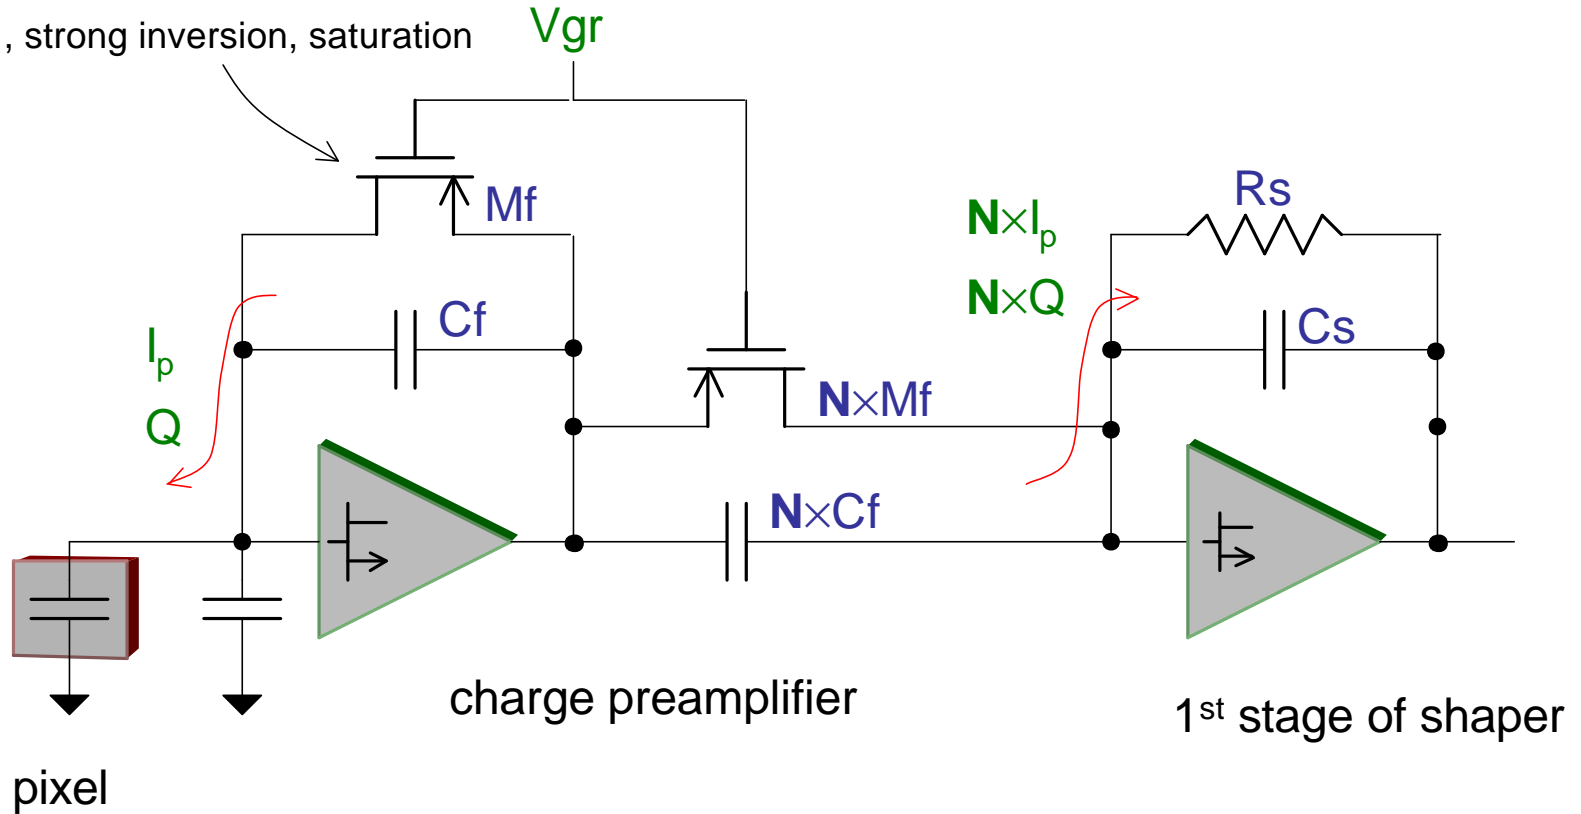 , strong inversion, saturation
Vgr
Mf
Rs
N×Ip
N×Q
Cf
Cs
Ip
Q
N×Mf
N×Cf
charge preamplifier
1st stage of shaper
pixel